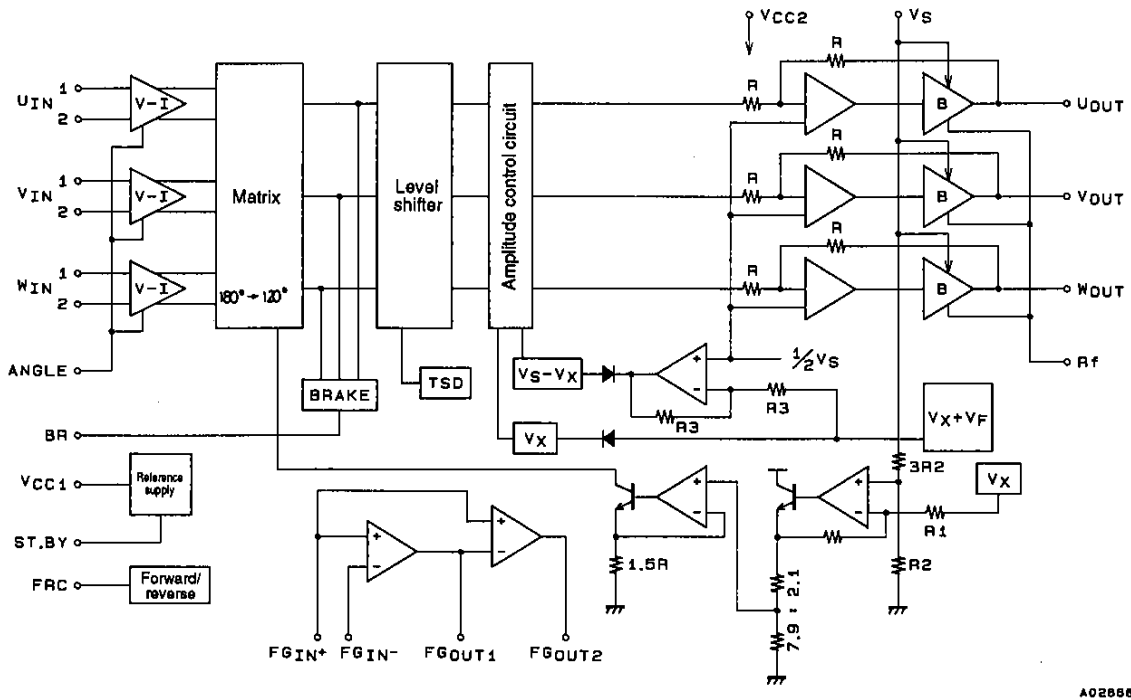 VCC2
VS
R
R
UIN 1
2
V-I
B
UOUT
R
VIN 1
2
V-I
Matrix
Level shifter
Amplitude control circuit
R
B
VOUT
R
WIN 1
2
V-I
180° → 120°
R
B
WOUT
ANGLE
VS-VX
+
-
1/2VS
Rf
BRAKE
TSD
R3
R3
VX+VF
BR
VX
3R2
VCC1
Reference supply
+
-
+
-
VX
R1
ST.BY
+
-
+
-
1.5R
R2
FRC
Forward/
reverse
7.9 : 2.1
FGIN+
FGIN-
FGOUT1
FGOUT2